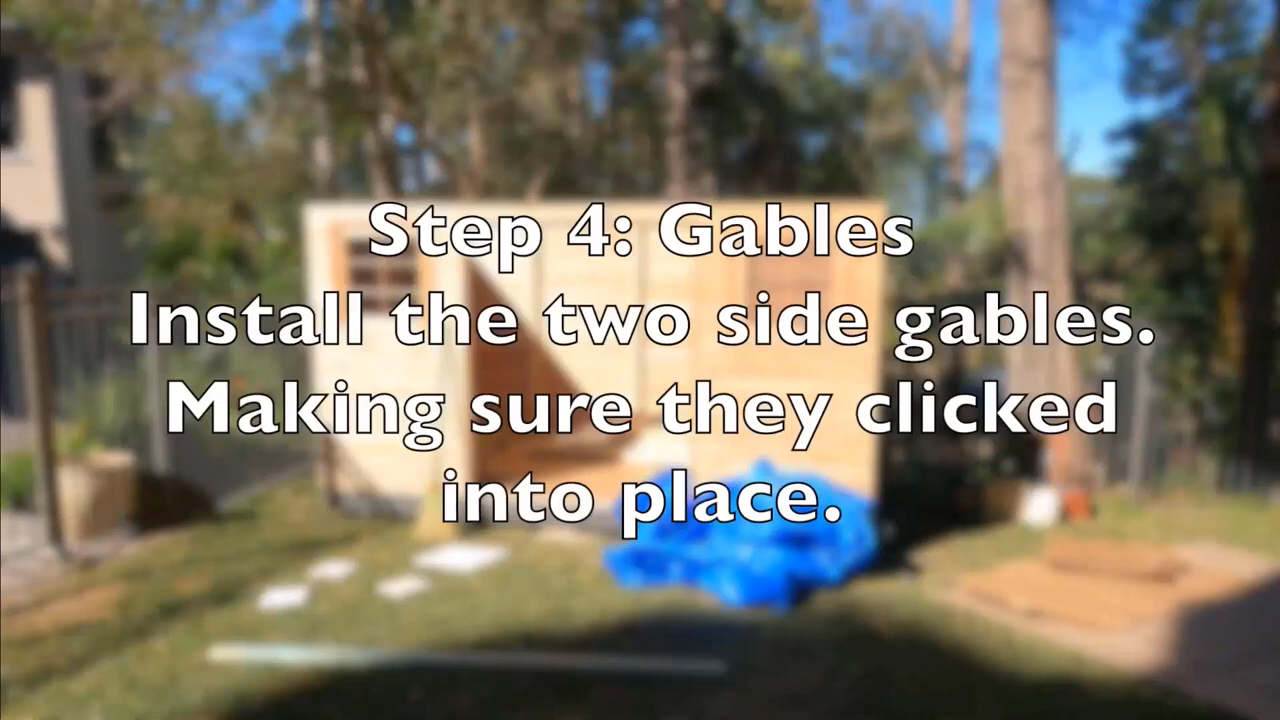 Step 4: Gables
Install the two side gables.
Making sure they clicked
into place.